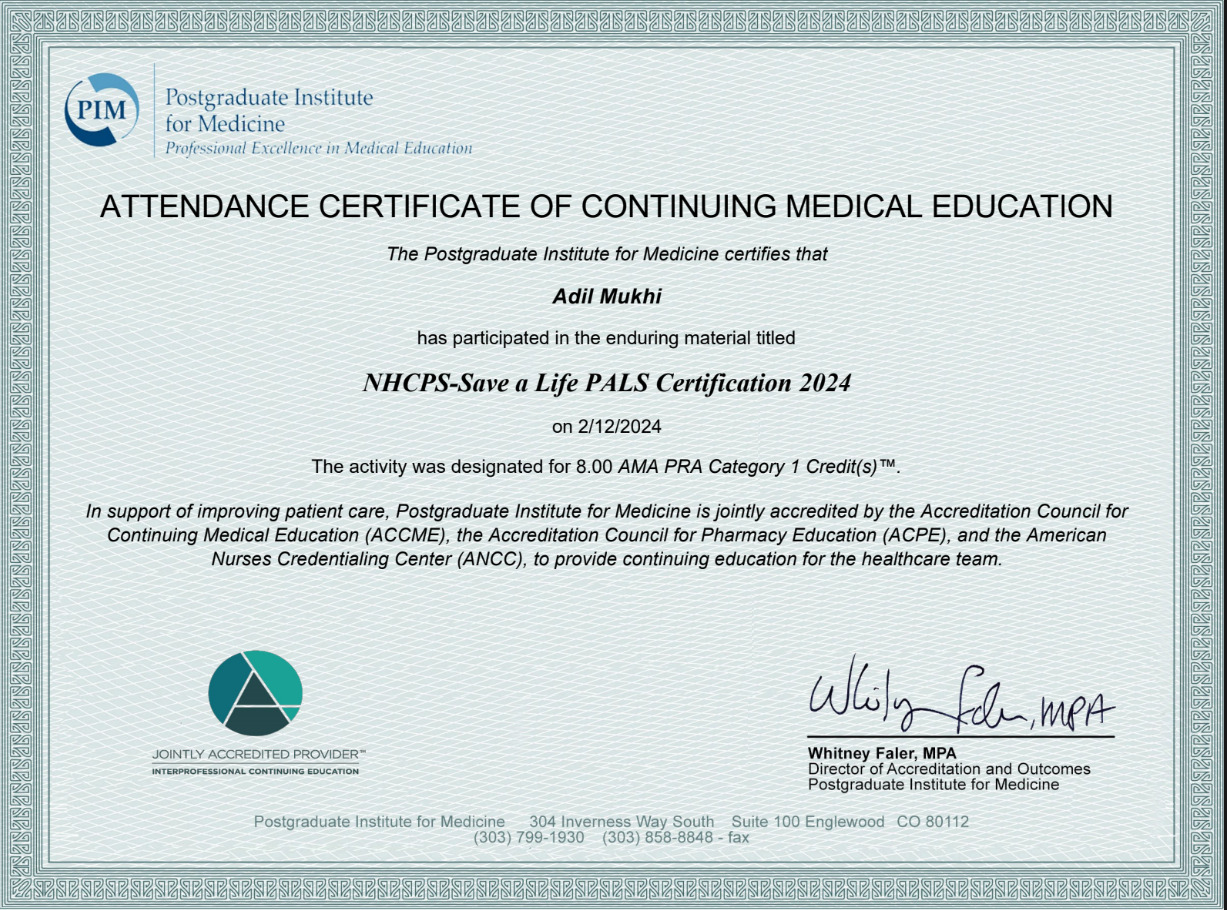 PIM
Postgraduate Institute
for Medicine
Professional Excellence in Medical Education
ATTENDANCE CERTIFICATE OF CONTINUING MEDICAL EDUCATION
The Postgraduate Institute for Medicine certifies that
Adil Mukhi
has participated in the enduring material titled
NHCPS-Save a Life PALS Certification 2024
on 2/12/2024
The activity was designated for 8.00 AMA PRA Category 1 Credit(s)™.
In support of improving patient care, Postgraduate Institute for Medicine is jointly accredited by the Accreditation Council for
Continuing Medical Education (ACCME), the Accreditation Council for Pharmacy Education (ACPE), and the American
Nurses Credentialing Center (ANCC), to provide continuing education for the healthcare team.
JOINTLY ACCREDITED PROVIDER™
INTERPROFESSIONAL CONTINUING EDUCATION
Whitney Faler, MPA
Whitney Faler, MPA
Director of Accreditation and Outcomes
Postgraduate Institute for Medicine
Postgraduate Institute for Medicine 304 Inverness Way South Suite 100 Englewood CO 80112
(303) 799-1930 (303) 858-8848 - fax